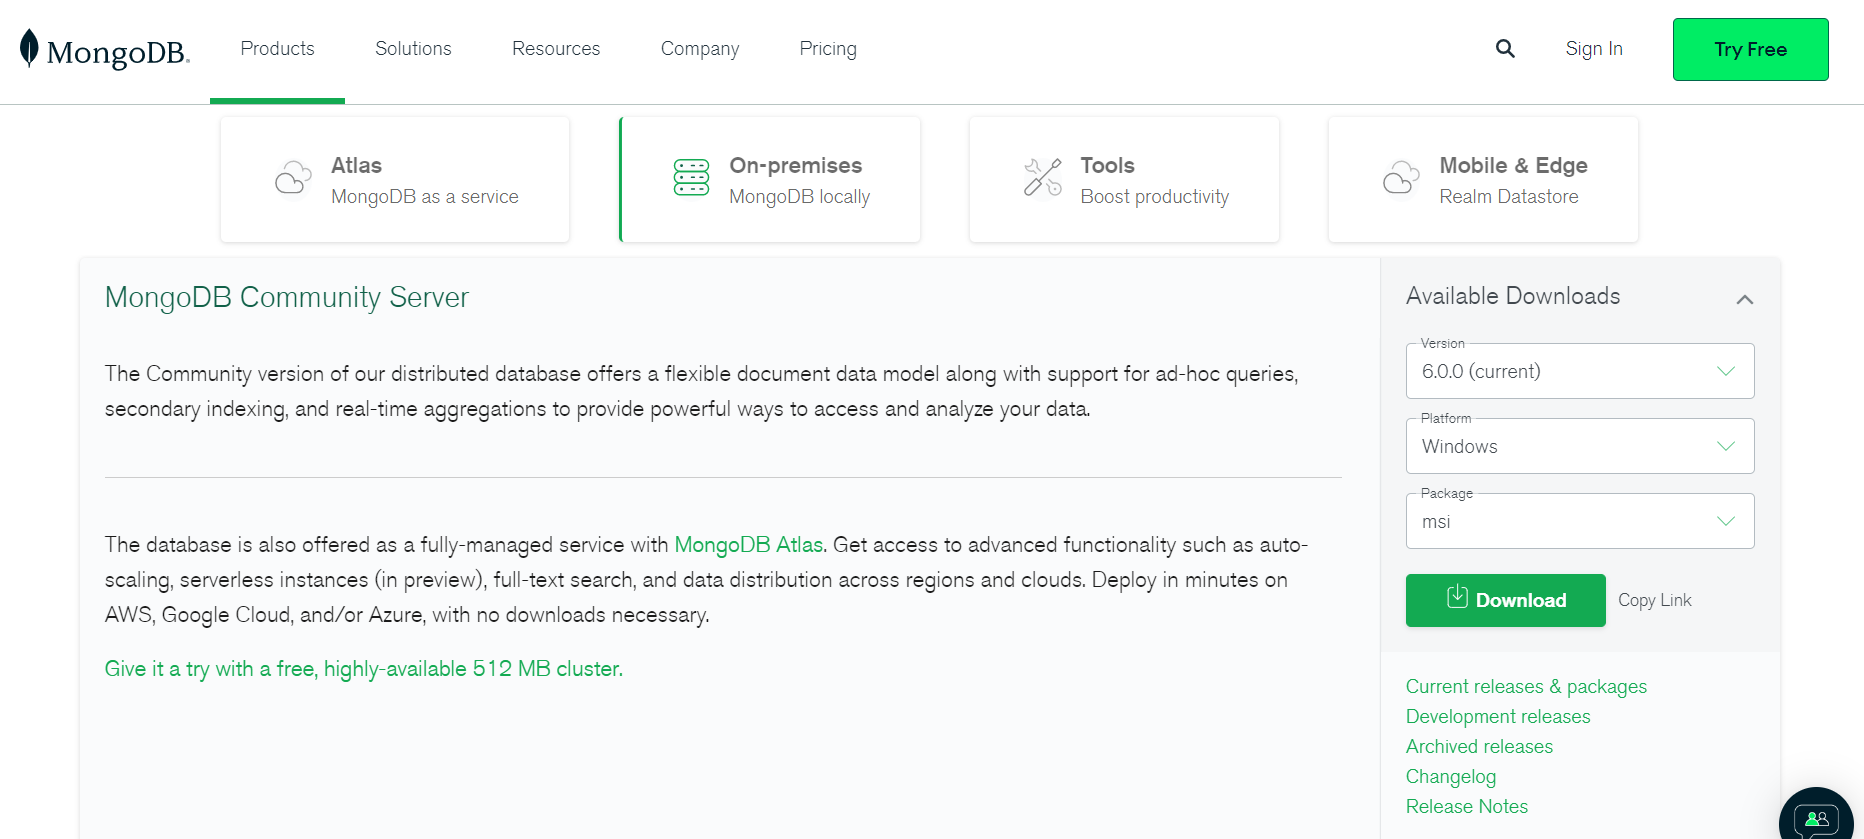 MongoDB.
Products
Solutions
Resources
Company
Pricing
Sign In
Try Free
Atlas
MongoDB as a service
On-premises
MongoDB locally
Tools
Boost productivity
Mobile & Edge
Realm Datastore
MongoDB Community Server
The Community version of our distributed database offers a flexible document data model along with support for ad-hoc queries,
secondary indexing, and real-time aggregations to provide powerful ways to access and analyze your data.
The database is also offered as a fully-managed service with MongoDB Atlas. Get access to advanced functionality such as auto-
scaling, serverless instances (in preview), full-text search, and data distribution across regions and clouds. Deploy in minutes on
AWS, Google Cloud, and/or Azure, with no downloads necessary.
Give it a try with a free, highly-available 512 MB cluster.
Available Downloads
Version
6.0.0 (current)
Platform
Windows
Package
msi
Download
Copy Link
Current releases & packages
Development releases
Archived releases
Changelog
Release Notes